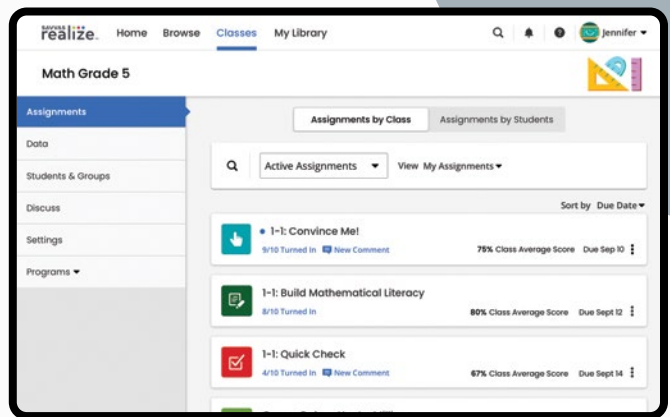 savvas
realize.
Home Browse Classes My Library
Jennifer
Math Grade 5
Assignments
Data
Students & Groups
Discuss
Settings
Programs
Assignments by Class Assignments by Students
Active Assignments View My Assignments
Sort by Due Date
1-1: Convince Me!
9/10 Turned In New Comment 75% Class Average Score Due Sep 10
1-1: Build Mathematical Literacy
8/10 Turned In 80% Class Average Score Due Sept 12
1-1: Quick Check
4/10 Turned In New Comment 67% Class Average Score Due Sept 14